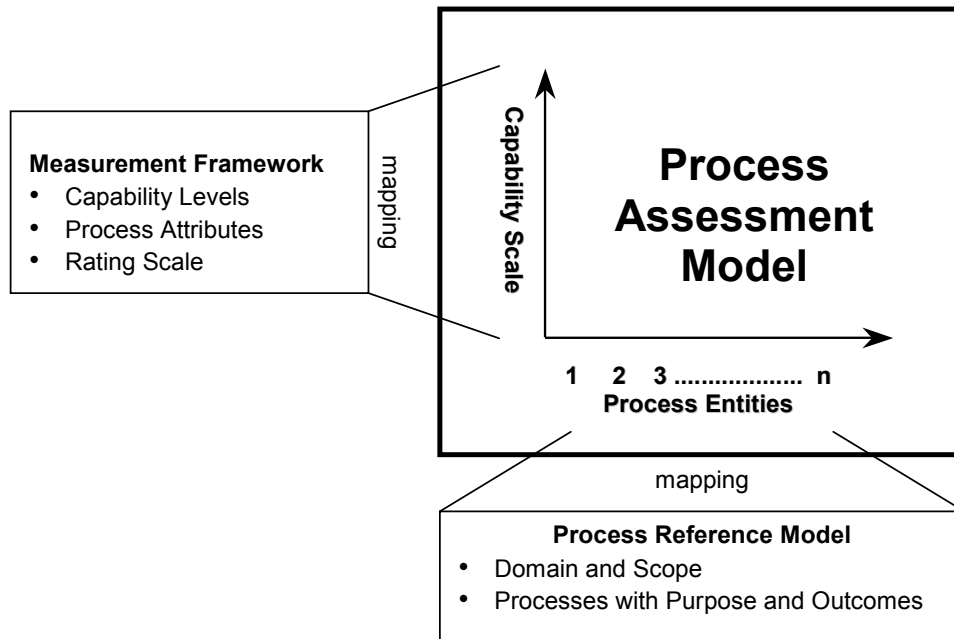 Measurement Framework
• Capability Levels
• Process Attributes
• Rating Scale
mapping
Capability Scale
Process
Assessment
Model
1 2 3 ................... n
Process Entities
mapping
Process Reference Model
• Domain and Scope
• Processes with Purpose and Outcomes